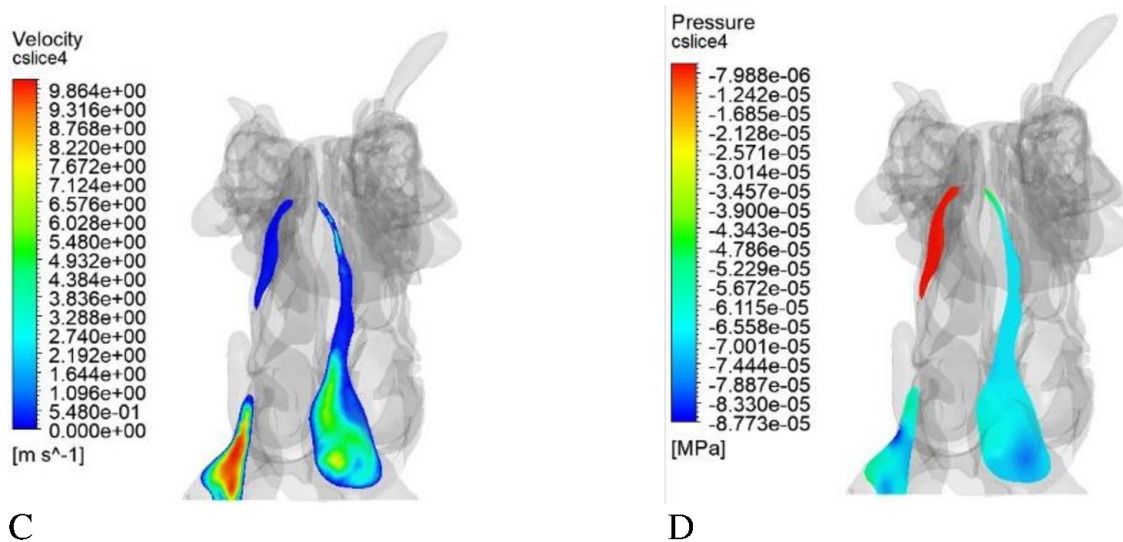 Velocity
cslice4
9.864e+00
9.316e+00
8.768e+00
8.220e+00
7.672e+00
7.124e+00
6.576e+00
6.028e+00
5.480e+00
4.932e+00
4.384e+00
3.836e+00
3.288e+00
2.740e+00
2.192e+00
1.644e+00
1.096e+00
5.480e-01
0.000e+00
[m s^-1]
C
Pressure
cslice4
-7.988e-06
-1.242e-05
-1.685e-05
-2.128e-05
-2.571e-05
-3.014e-05
-3.457e-05
-3.900e-05
-4.343e-05
-4.786e-05
-5.229e-05
-5.672e-05
-6.115e-05
-6.558e-05
-7.001e-05
-7.444e-05
-7.887e-05
-8.330e-05
-8.773e-05
[MPa]
D